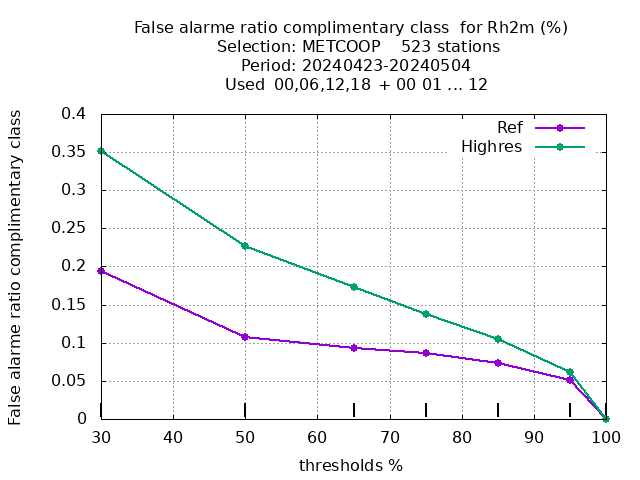 False alarme ratio complimentary class  for Rh2m (%)
Selection: METCOOP    523 stations
Period: 20240423-20240504
Used  00,06,12,18  + 00 01 ... 12
False alarme ratio complimentary class
0.4
0.35
0.3
0.25
0.2
0.15
0.1
0.05
0
Ref
Highres
30 40 50 60 70 80 90 100
thresholds %